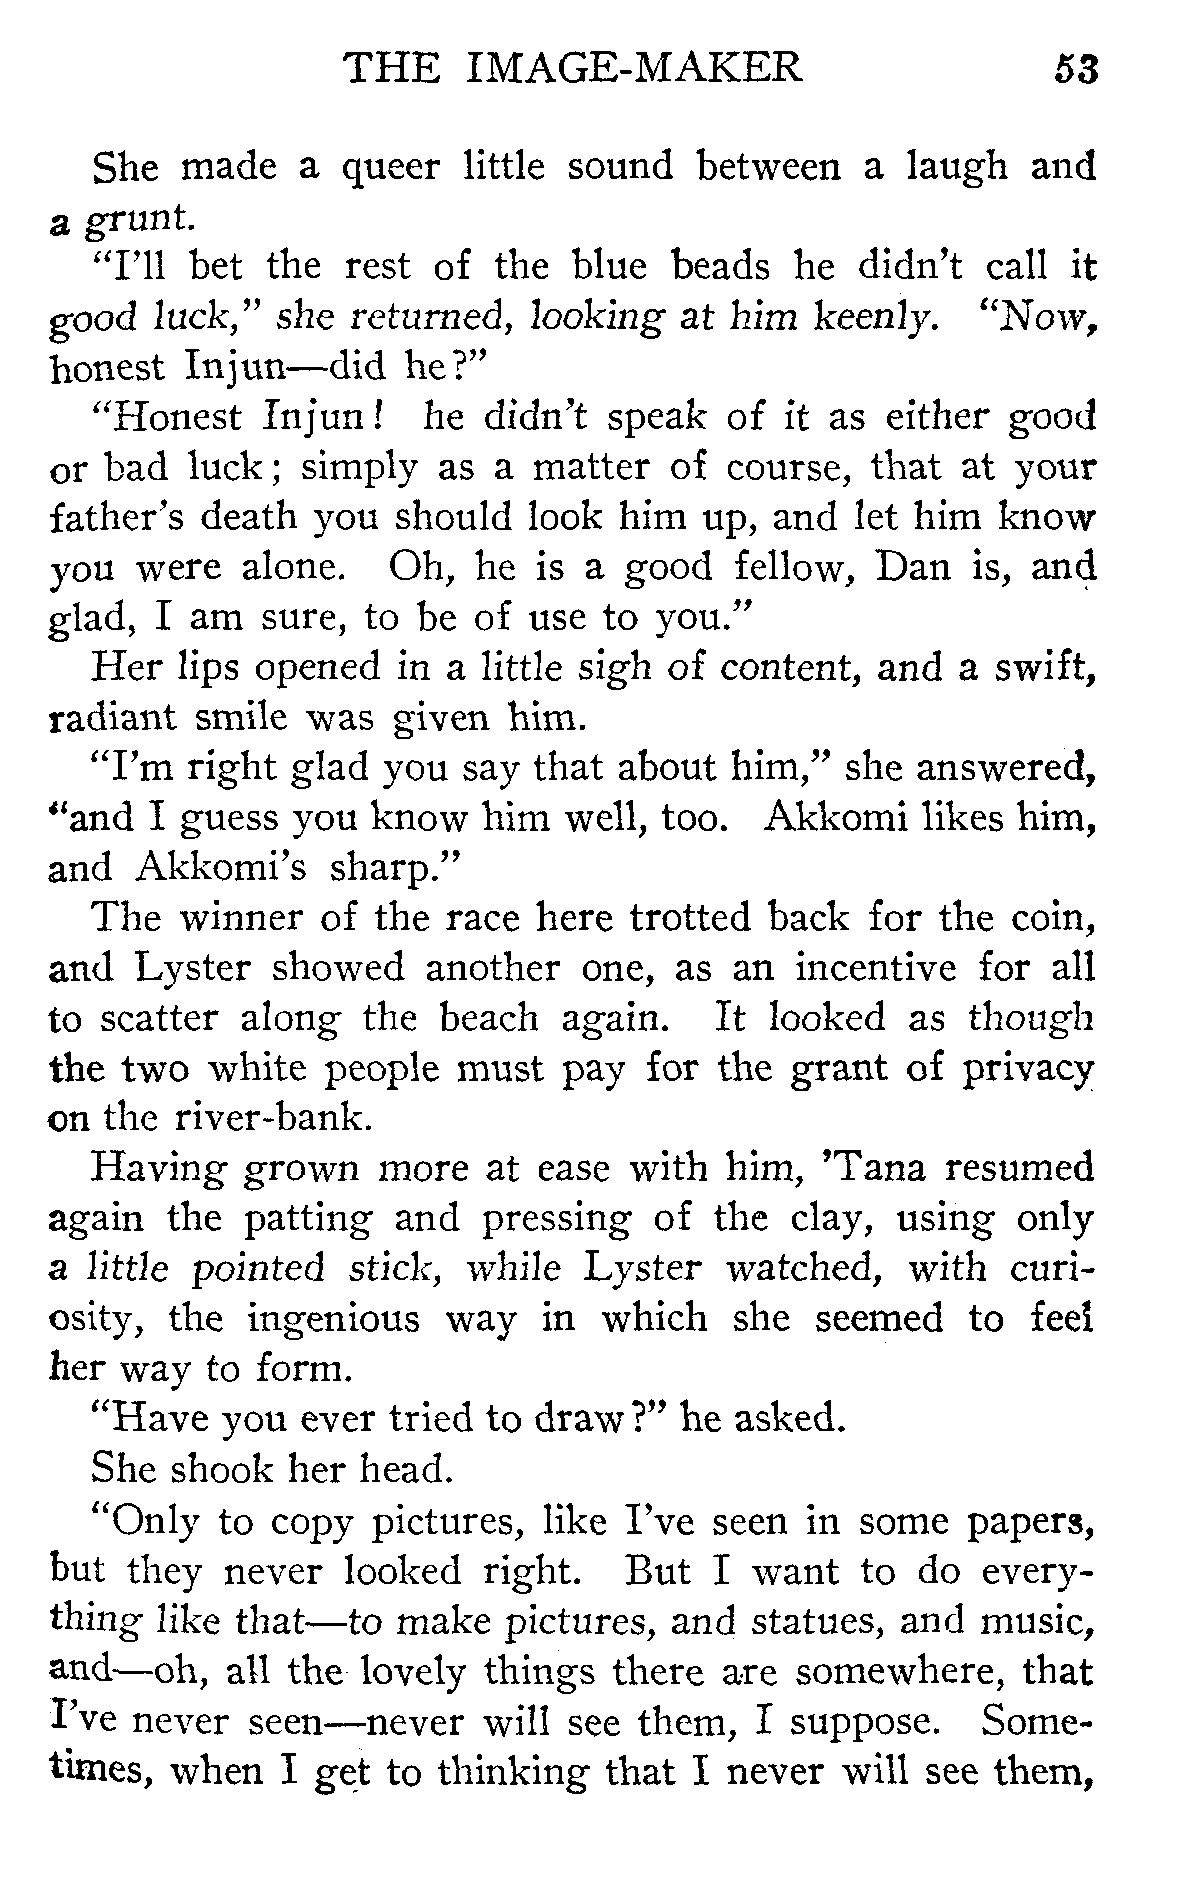 THE IMAGE-MAKER 53
She made a queer little sound between a laugh and
a grunt.
“I’ll bet the rest of the blue beads he didn’t call it
good luck,” she returned, looking at him keenly. “Now,
honest Injun—did he?”
“Honest Injun! he didn’t speak of it as either good
or bad luck; simply as a matter of course, that at your
father’s death you should look him up, and let him know
you were alone. Oh, he is a good fellow, Dan is, and
glad, I am sure, to be of use to you.”
Her lips opened in a little sigh of content, and a swift,
radiant smile was given him.
“I’m right glad you say that about him,” she answered,
“and I guess you know him well, too. Akkomi likes him,
and Akkomi’s sharp.”
The winner of the race here trotted back for the coin,
and Lyster showed another one, as an incentive for all
to scatter along the beach again. It looked as though
the two white people must pay for the grant of privacy
on the river-bank.
Having grown more at ease with him, ’Tana resumed
again the patting and pressing of the clay, using only
a little pointed stick, while Lyster watched, with curi-
osity, the ingenious way in which she seemed to feel
her way to form.
“Have you ever tried to draw?” he asked.
She shook her head.
“Only to copy pictures, like I’ve seen in some papers,
but they never looked right. But I want to do every-
thing like that—to make pictures, and statues, and music,
and—oh, all the lovely things there are somewhere, that
I’ve never seen—never will see them, I suppose. Some-
times, when I get to thinking that I never will see them,